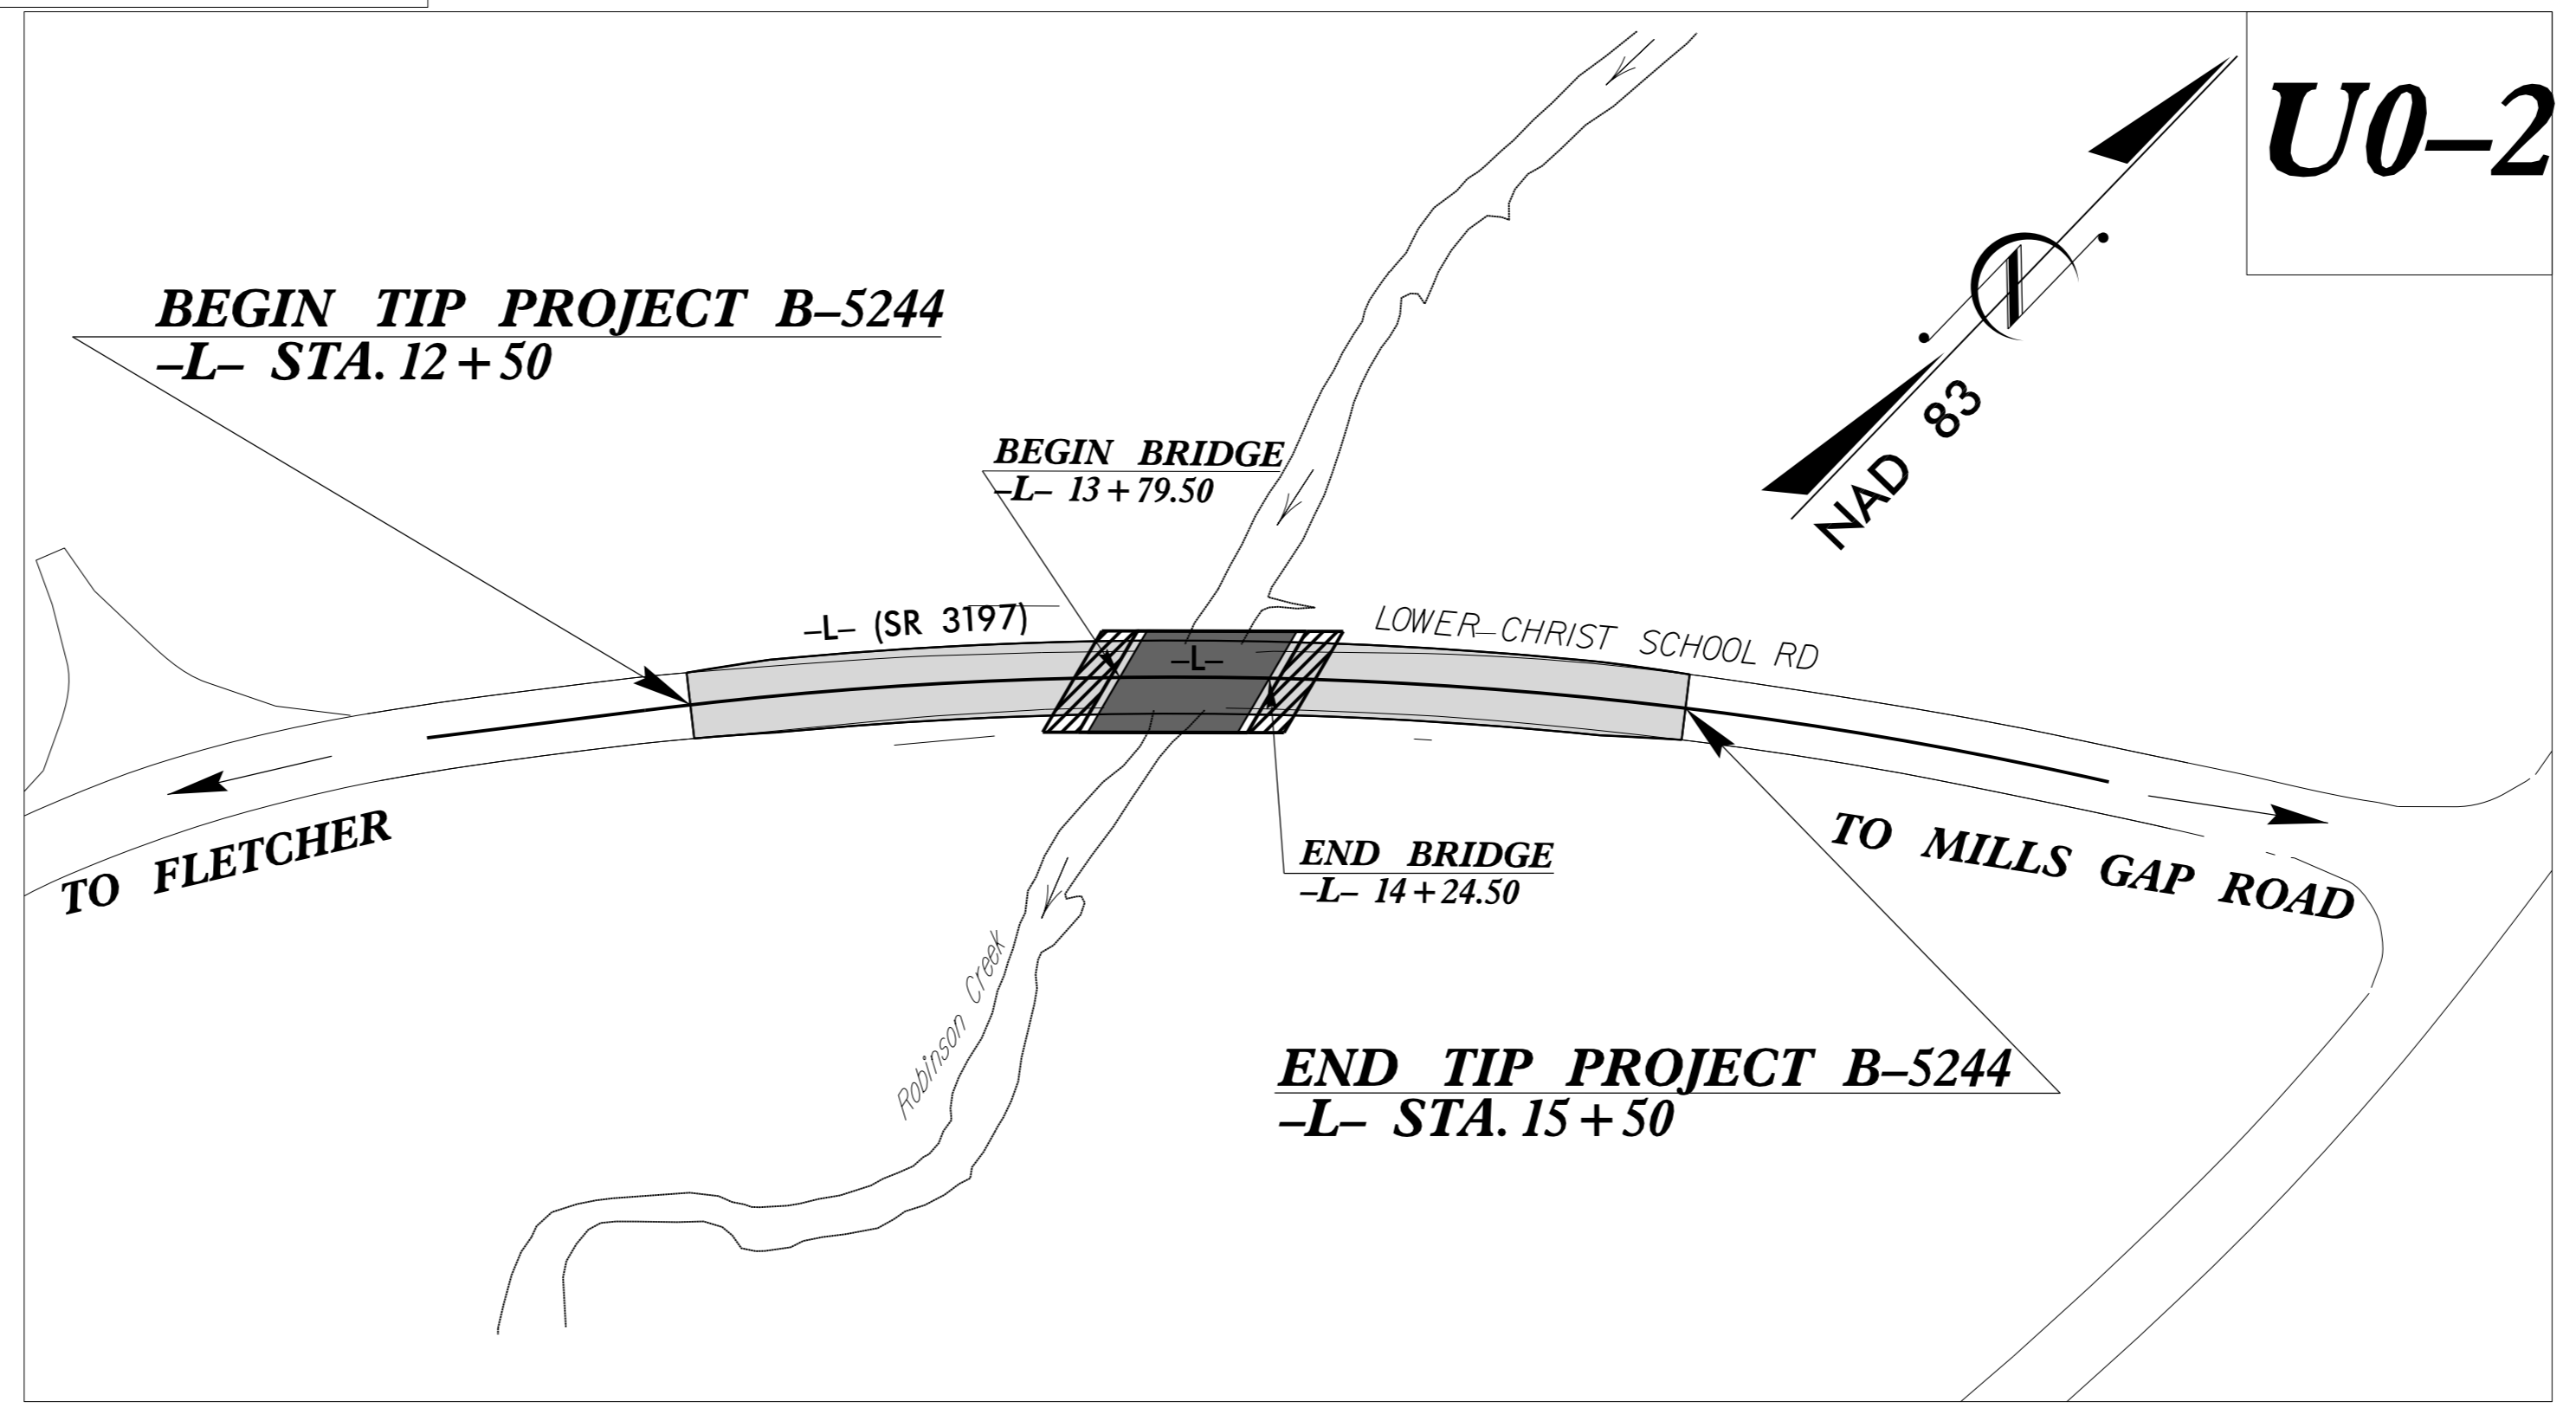 U0–2
BEGIN TIP PROJECT B–5244
–L– STA. 12+50
NAD 83
BEGIN BRIDGE
–L– 13+79.50
–L– (SR 3197)
LOWER CHRIST SCHOOL RD
–L–
TO FLETCHER
END BRIDGE
–L– 14+24.50
TO MILLS GAP ROAD
Robinson Creek
END TIP PROJECT B–5244
–L– STA. 15+50